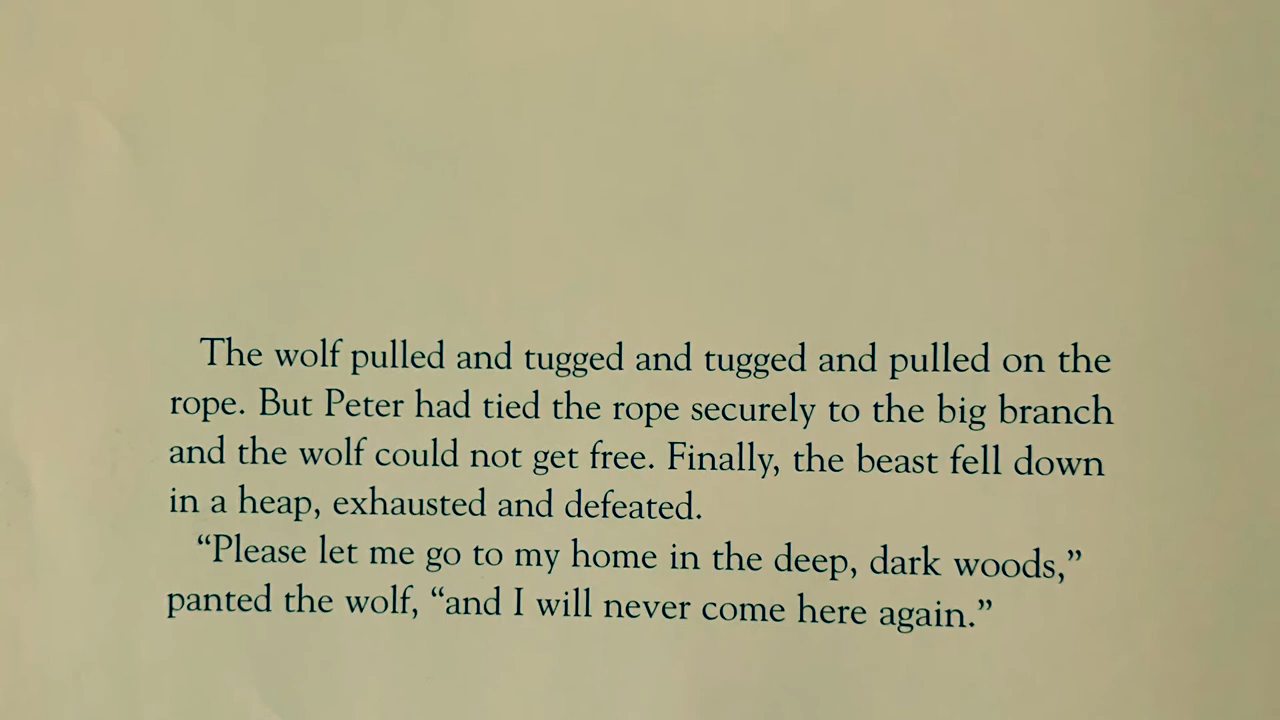 The wolf pulled and tugged and tugged and pulled on the
rope. But Peter had tied the rope securely to the big branch
and the wolf could not get free. Finally, the beast fell down
in a heap, exhausted and defeated.
“Please let me go to my home in the deep, dark woods,”
panted the wolf, “and I will never come here again.”